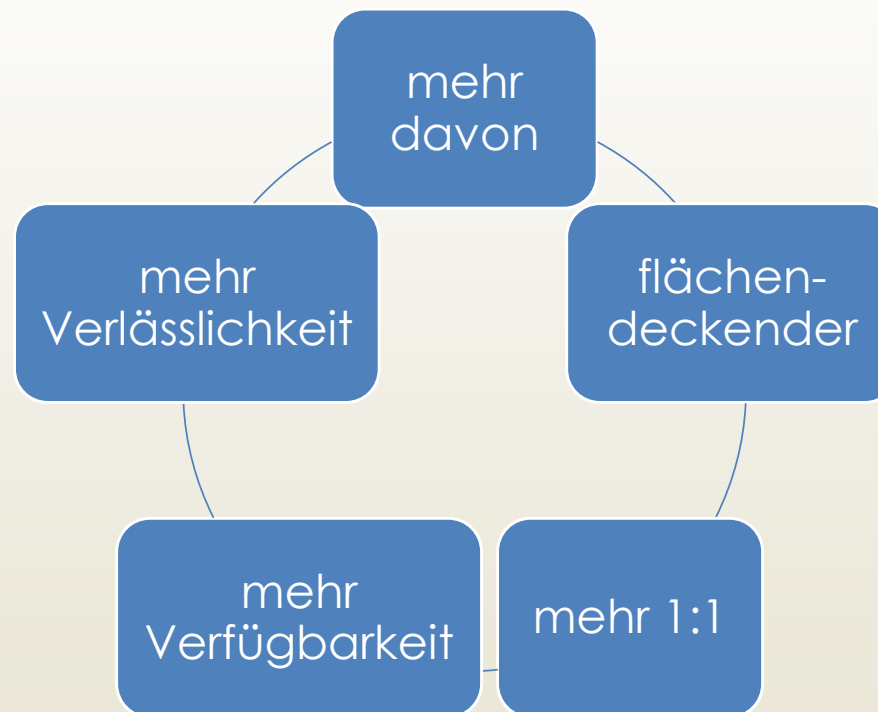 mehr
davon
flächen-
deckender
mehr 1:1
mehr
Verfügbarkeit
mehr
Verlässlichkeit